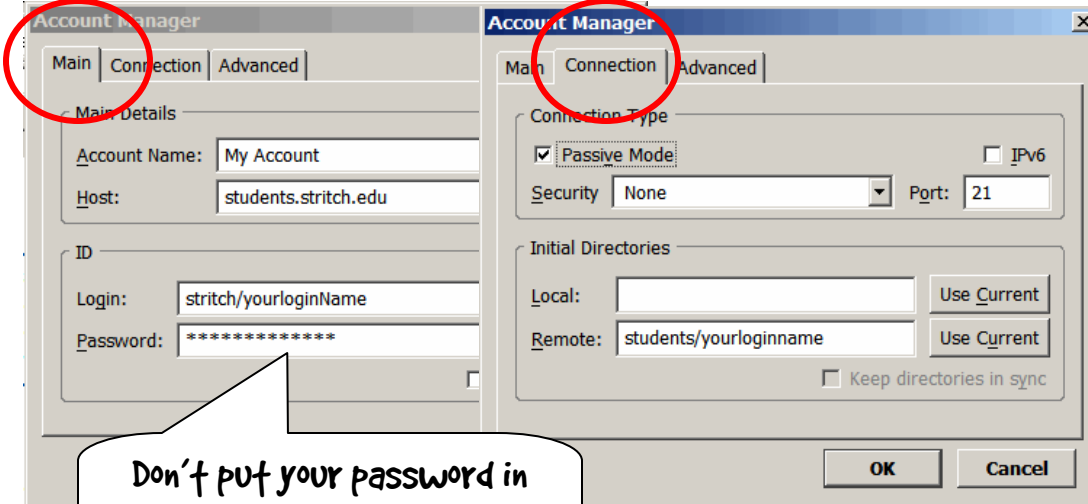 Account Manager
Main Connection Advanced
Main Details
Account Name: My Account
Host: students.stritch.edu
ID
Login: stritch/yourloginName
Password: *************
Don't put your password in
Account Manager
Main Connection Advanced
Connection Type
Passive Mode IPv6
Security None Port: 21
Initial Directories
Local: Use Current
Remote: students/yourloginname Use Current
Keep directories in sync
OK Cancel